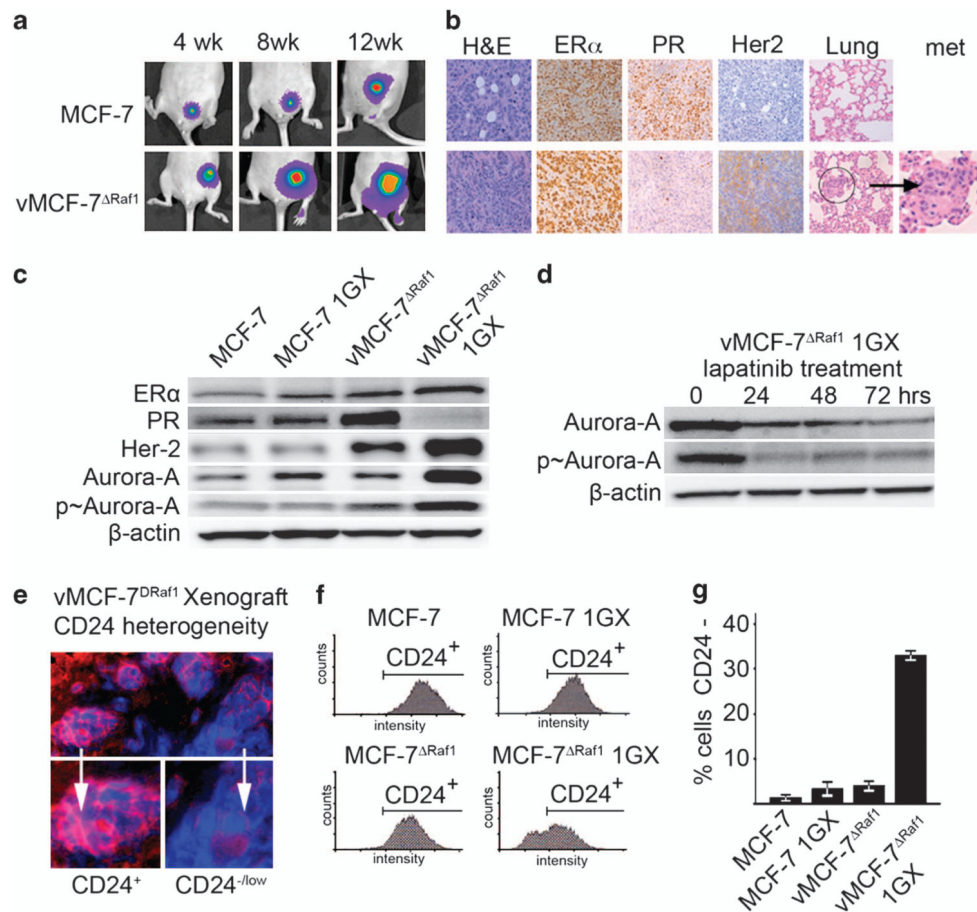 a
4 wk 8wk 12wk
MCF-7
vMCF-7ΔRaf1
b
H&E ERα PR Her2 Lung met
c
MCF-7 MCF-7 1GX vMCF-7ΔRaf1 vMCF-7ΔRaf1 1GX
ERα
PR
Her-2
Aurora-A
p~Aurora-A
β-actin
d
vMCF-7ΔRaf1 1GX
lapatinib treatment
0 24 48 72 hrs
Aurora-A
p~Aurora-A
β-actin
e
vMCF-7DRaf1 Xenograft
CD24 heterogeneity
CD24+ CD24-/low
f
MCF-7 MCF-7 1GX
CD24+ CD24+
counts counts
intensity intensity
MCF-7ΔRaf1 MCF-7ΔRaf1 1GX
CD24+ CD24+
counts counts
intensity intensity
g
% cells CD24 -
40
30
20
10
MCF-7 MCF-7 1GX vMCF-7ΔRaf1 vMCF-7ΔRaf1 1GX